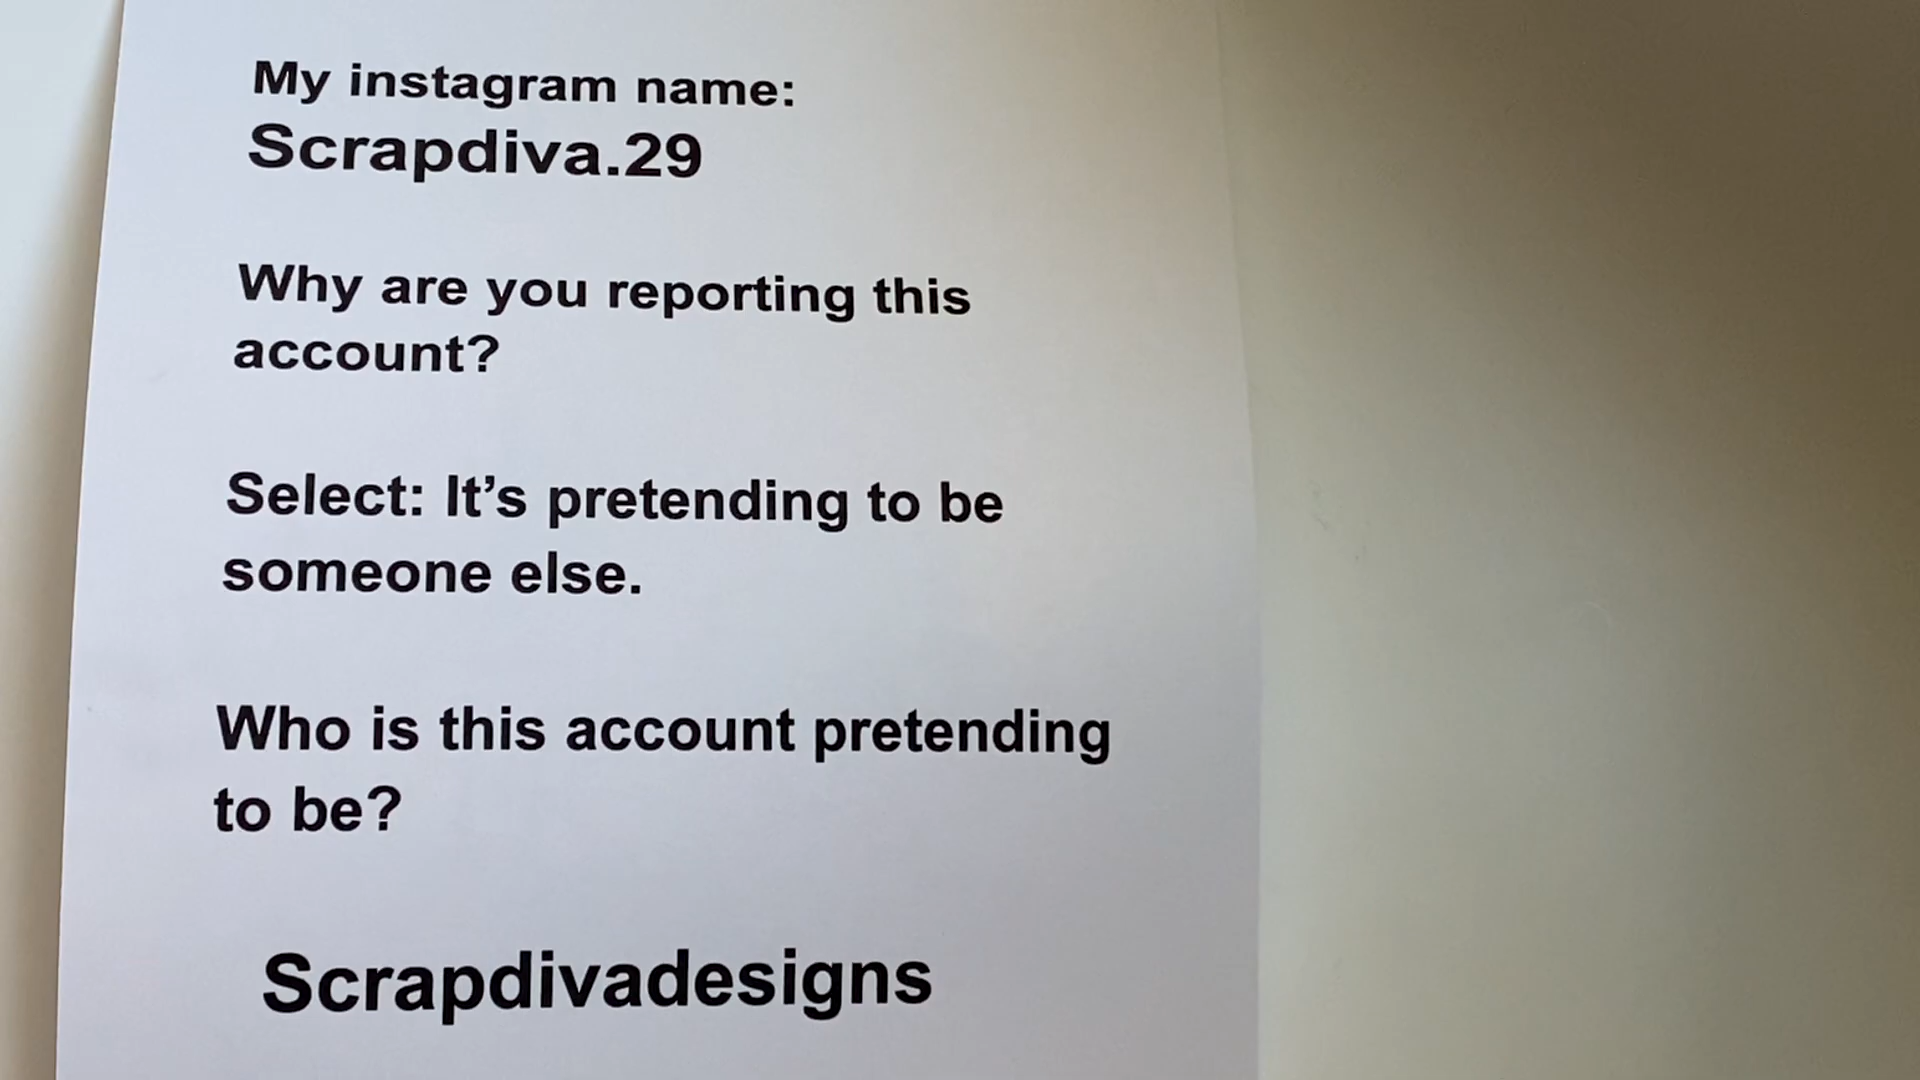 My instagram name:
Scrapdiva.29
Why are you reporting this
account?
Select: It’s pretending to be
someone else.
Who is this account pretending
to be?
Scrapdivadesigns